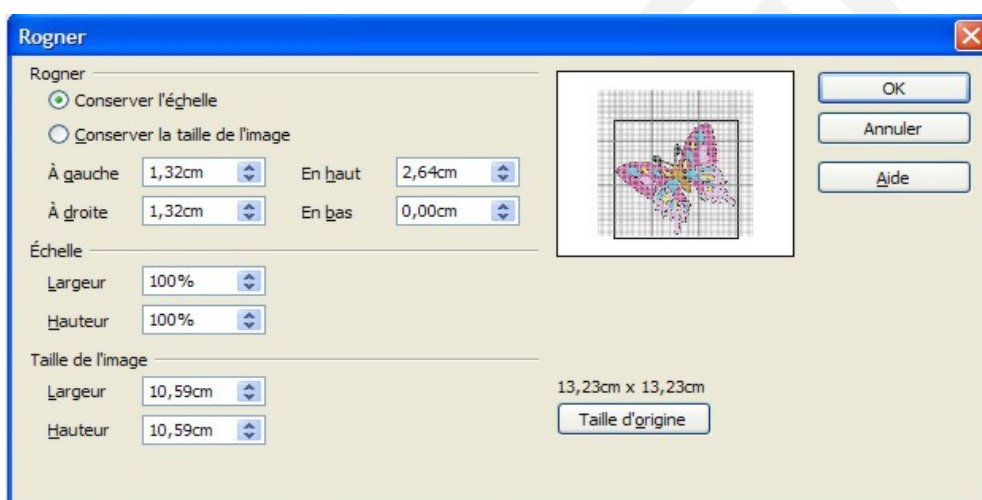 Rogner
Rogner
Conserver l'échelle
Conserver la taille de l'image
À gauche 1,32cm En haut 2,64cm
À droite 1,32cm En bas 0,00cm
Échelle
Largeur 100%
Hauteur 100%
Taille de l'image
Largeur 10,59cm
Hauteur 10,59cm
13,23cm x 13,23cm
Taille d'origine
OK
Annuler
Aide